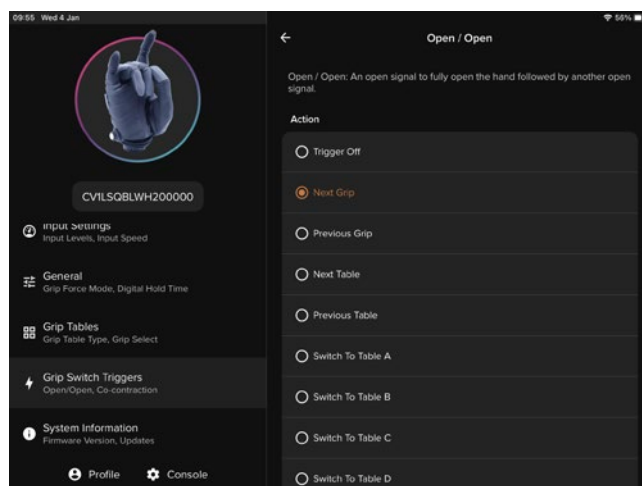 09:55 Wed 4 Jan
56%
Open / Open
Open / Open: An open signal to fully open the hand followed by another open
signal.
Action
Trigger Off
Next Grip
Previous Grip
Next Table
Previous Table
Switch To Table A
Switch To Table B
Switch To Table C
Switch To Table D
CV1LSQBLWH200000
Input Settings
Input Levels, Input Speed
General
Grip Force Mode, Digital Hold Time
Grip Tables
Grip Table Type, Grip Select
Grip Switch Triggers
Open/Open, Co-contraction
System Information
Firmware Version, Updates
Profile
Console